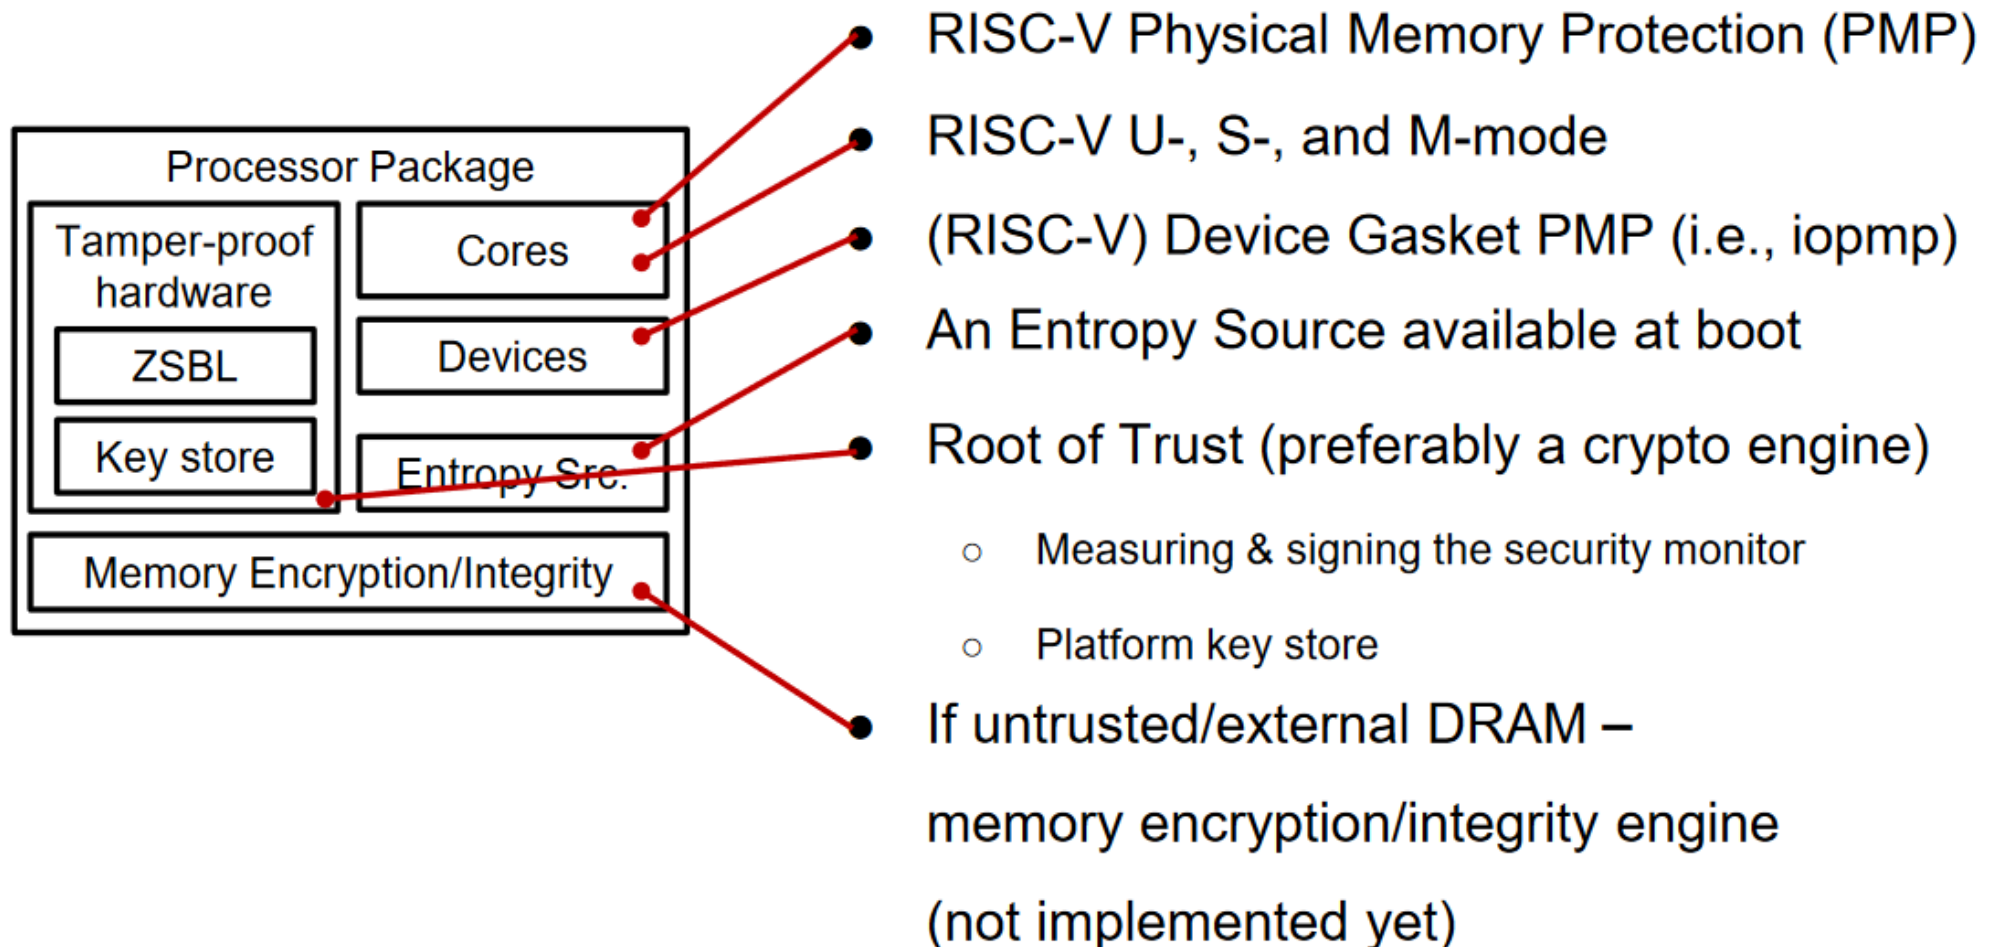 Processor Package
Tamper-proof
hardware
ZSBL
Key store
Cores
Devices
Entropy Src.
Memory Encryption/Integrity
● RISC-V Physical Memory Protection (PMP)
● RISC-V U-, S-, and M-mode
● (RISC-V) Device Gasket PMP (i.e., iopmp)
● An Entropy Source available at boot
● Root of Trust (preferably a crypto engine)
○ Measuring & signing the security monitor
○ Platform key store
● If untrusted/external DRAM –
memory encryption/integrity engine
(not implemented yet)